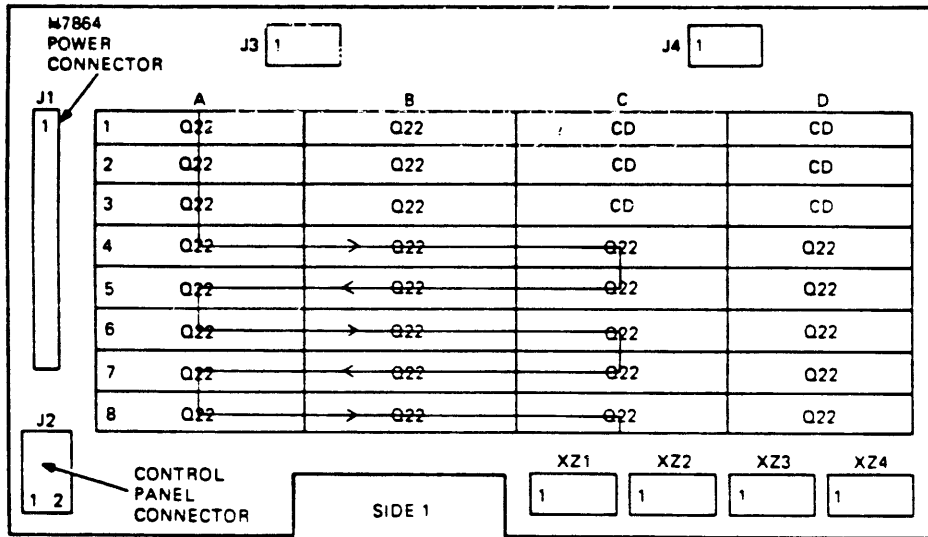 M7864
POWER
CONNECTOR
J3 1
J4 1
J1
1
A B C D
1 Q22 Q22 CD CD
2 Q22 Q22 CD CD
3 Q22 Q22 CD CD
4 Q22 Q22 Q22 Q22
5 Q22 Q22 Q22 Q22
6 Q22 Q22 Q22 Q22
7 Q22 Q22 Q22 Q22
8 Q22 Q22 Q22 Q22
J2
1 2
CONTROL
PANEL
CONNECTOR
SIDE 1
XZ1 XZ2 XZ3 XZ4
1 1 1 1